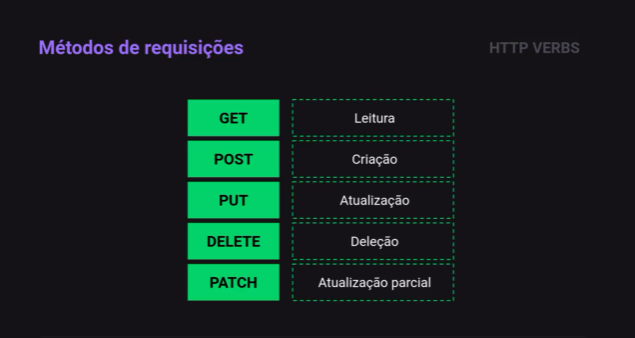 Métodos de requisições
HTTP VERBS
GET Leitura
POST Criação
PUT Atualização
DELETE Deleção
PATCH Atualização parcial